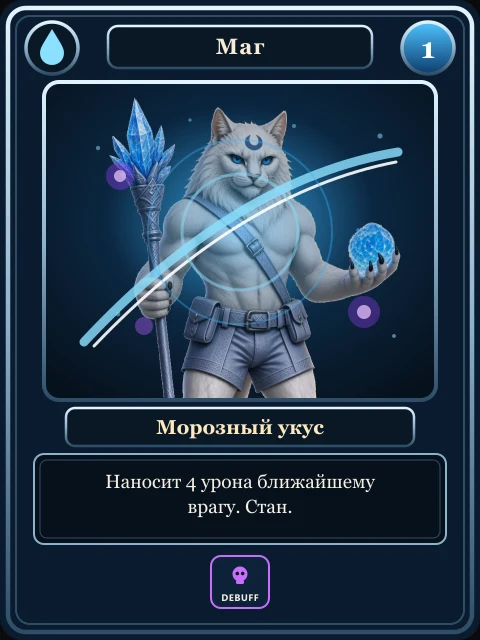 Маг
1
Морозный укус
Наносит 4 урона ближайшему
врагу. Стан.
DEBUFF